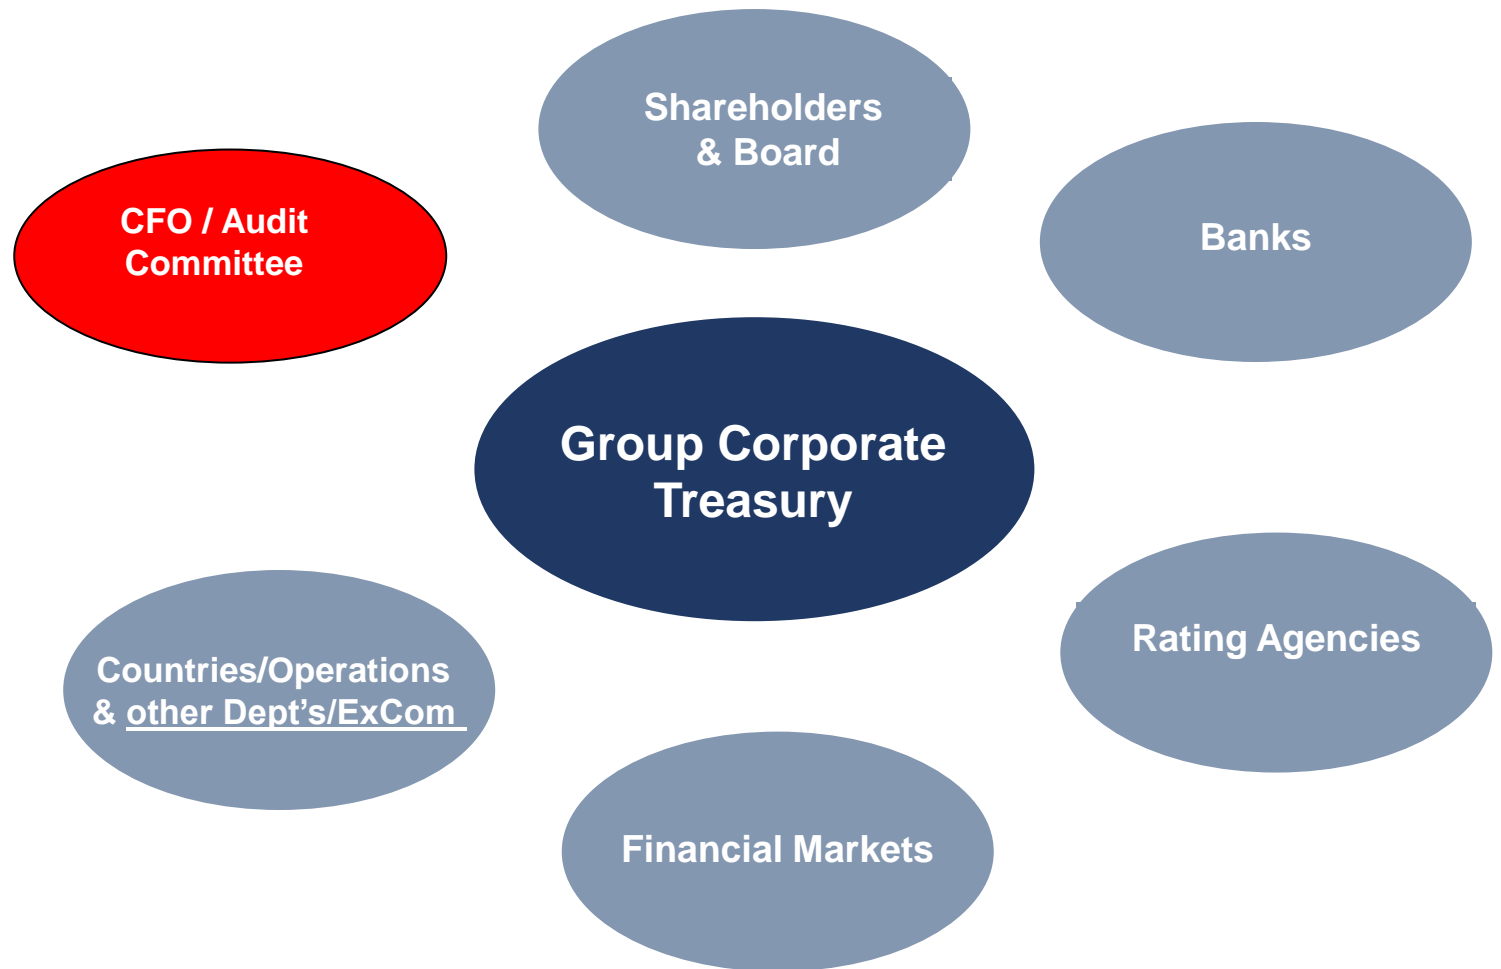 Shareholders
& Board
CFO / Audit
Committee
Banks
Group Corporate
Treasury
Rating Agencies
Countries/Operations
& other Dept’s/ExCom
Financial Markets